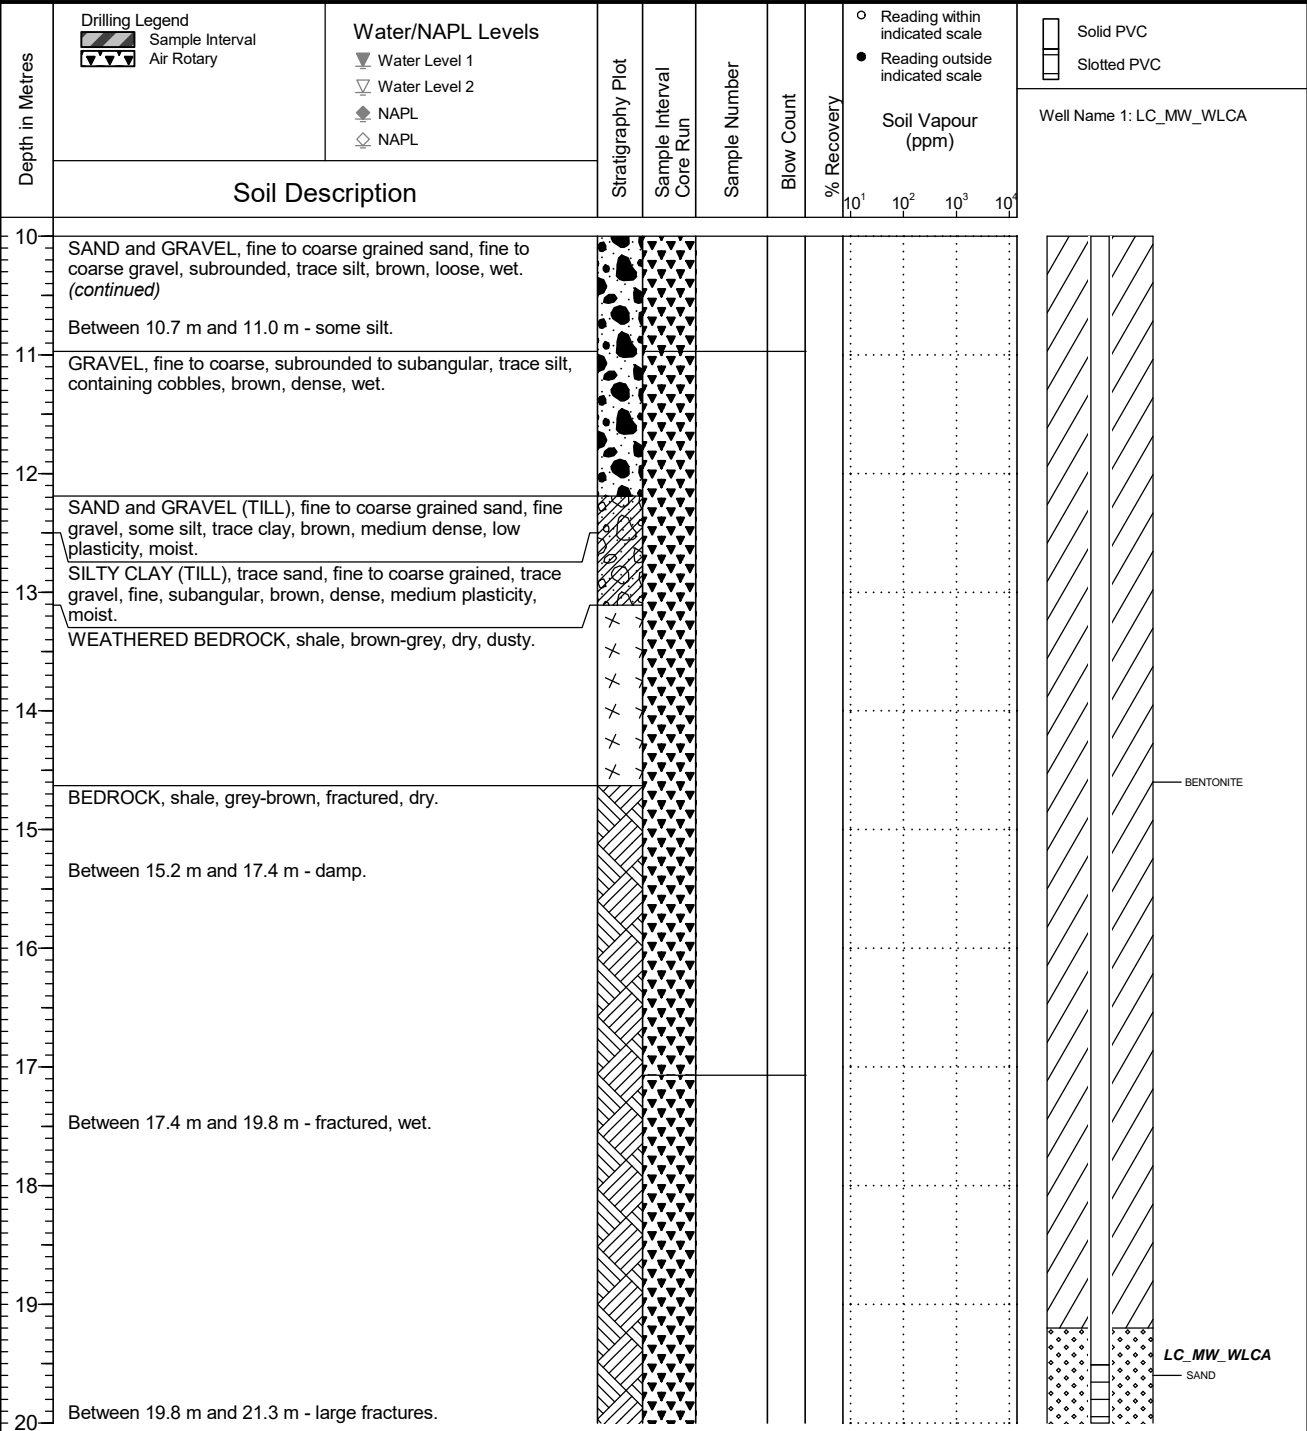 Depth in Metres
Drilling Legend
Sample Interval
Air Rotary
Water/NAPL Levels
Water Level 1
Water Level 2
NAPL
NAPL
Soil Description
Stratigraphy Plot
Sample Interval
Core Run
Sample Number
Blow Count
% Recovery
Reading within
indicated scale
Reading outside
indicated scale
Soil Vapour
(ppm)
10¹ 10² 10³ 10⁴
Solid PVC
Slotted PVC
Well Name 1: LC_MW_WLCA
10
SAND and GRAVEL, fine to coarse grained sand, fine to
coarse gravel, subrounded, trace silt, brown, loose, wet.
(continued)
Between 10.7 m and 11.0 m - some silt.
11
GRAVEL, fine to coarse, subrounded to subangular, trace silt,
containing cobbles, brown, dense, wet.
12
SAND and GRAVEL (TILL), fine to coarse grained sand, fine
gravel, some silt, trace clay, brown, medium dense, low
plasticity, moist.
SILTY CLAY (TILL), trace sand, fine to coarse grained, trace
gravel, fine, subangular, brown, dense, medium plasticity,
moist.
13
WEATHERED BEDROCK, shale, brown-grey, dry, dusty.
14
BENTONITE
BEDROCK, shale, grey-brown, fractured, dry.
15
Between 15.2 m and 17.4 m - damp.
16
17
Between 17.4 m and 19.8 m - fractured, wet.
18
19
LC_MW_WLCA
SAND
Between 19.8 m and 21.3 m - large fractures.
20